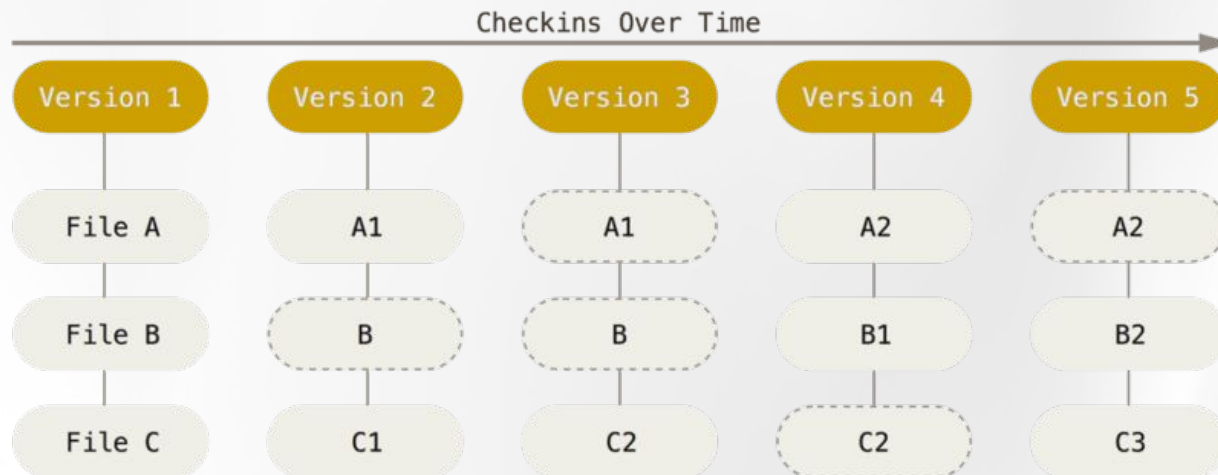 Checkins Over Time
Version 1 Version 2 Version 3 Version 4 Version 5
File A A1 A1 A2 A2
File B B B B1 B2
File C C1 C2 C2 C3